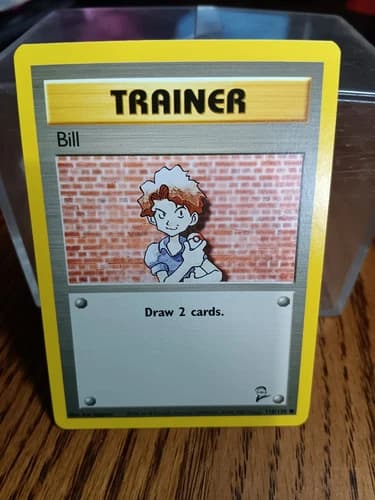 TRAINER
Bill
Draw 2 cards.